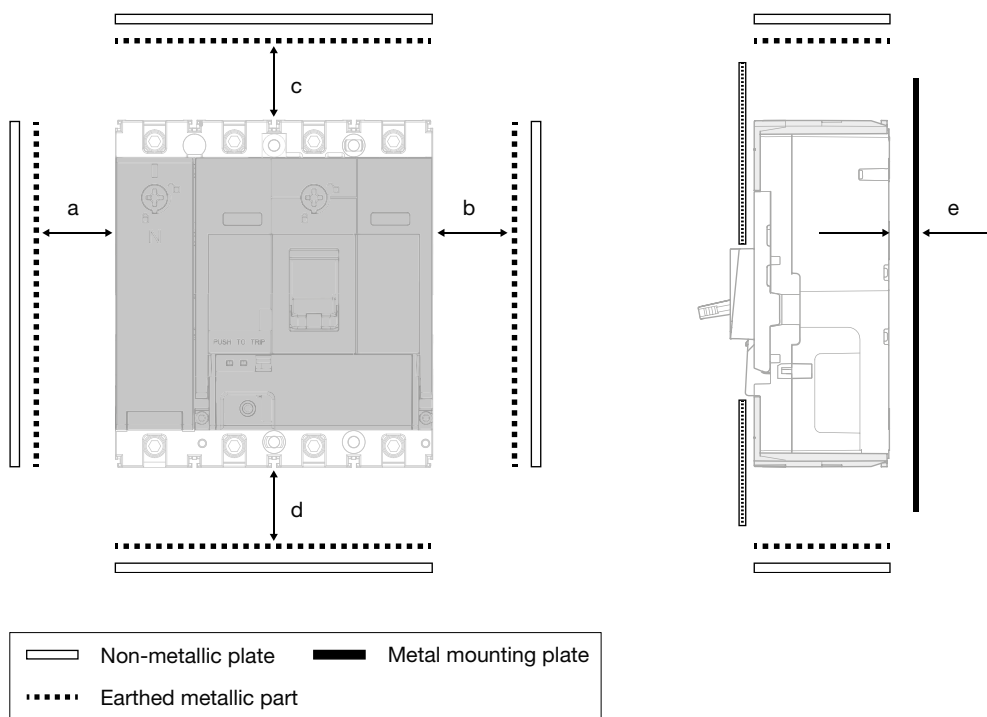 c
a
b
e
N
PUSH TO TRIP
d
Non-metallic plate
Metal mounting plate
Earthed metallic part